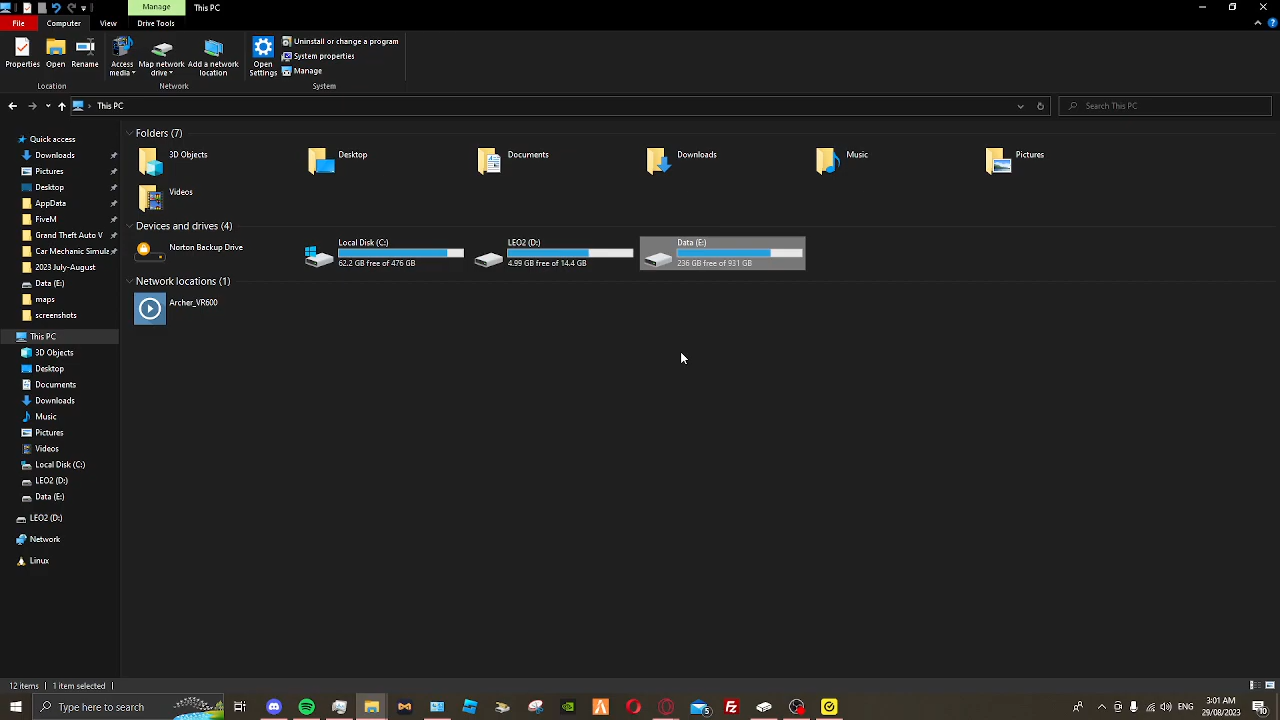 Manage
This PC
File
Computer
View
Drive Tools
Properties
Open
Rename
Access media
Map network drive
Add a network location
Open Settings
Uninstall or change a program
System properties
Manage
Location
Network
System
This PC
Search This PC
Quick access
Downloads
Pictures
Desktop
AppData
FiveM
Grand Theft Auto V
Car Mechanic Simula
2023 July-August
Data (E:)
maps
screenshots
This PC
3D Objects
Desktop
Documents
Downloads
Music
Pictures
Videos
Local Disk (C:)
LEO2 (D:)
Data (E:)
LEO2 (D:)
Network
Linux
Folders (7)
3D Objects
Desktop
Documents
Downloads
Music
Pictures
Videos
Devices and drives (4)
Norton Backup Drive
Local Disk (C:)
62.2 GB free of 476 GB
LEO2 (D:)
4.99 GB free of 14.4 GB
Data (E:)
236 GB free of 931 GB
Network locations (1)
Archer_VR600
12 items
1 item selected
Type here to search
5
3:01 AM
29/08/2023